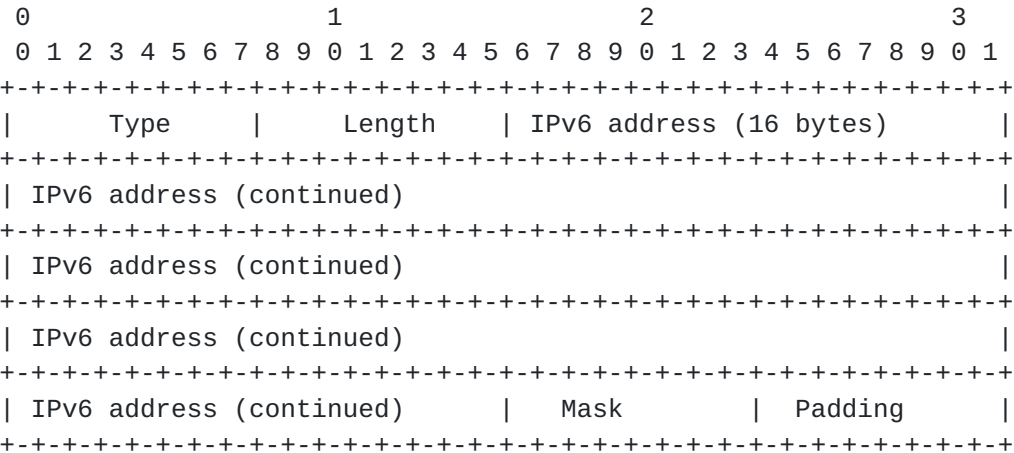 0                   1                   2                   3
0 1 2 3 4 5 6 7 8 9 0 1 2 3 4 5 6 7 8 9 0 1 2 3 4 5 6 7 8 9 0 1
+-+-+-+-+-+-+-+-+-+-+-+-+-+-+-+-+-+-+-+-+-+-+-+-+-+-+-+-+-+-+-+-+
|      Type     |     Length    | IPv6 address (16 bytes)       |
+-+-+-+-+-+-+-+-+-+-+-+-+-+-+-+-+-+-+-+-+-+-+-+-+-+-+-+-+-+-+-+-+
| IPv6 address (continued)                                      |
+-+-+-+-+-+-+-+-+-+-+-+-+-+-+-+-+-+-+-+-+-+-+-+-+-+-+-+-+-+-+-+-+
| IPv6 address (continued)                                      |
+-+-+-+-+-+-+-+-+-+-+-+-+-+-+-+-+-+-+-+-+-+-+-+-+-+-+-+-+-+-+-+-+
| IPv6 address (continued)                                      |
+-+-+-+-+-+-+-+-+-+-+-+-+-+-+-+-+-+-+-+-+-+-+-+-+-+-+-+-+-+-+-+-+
| IPv6 address (continued)      |   Mask        |  Padding      |
+-+-+-+-+-+-+-+-+-+-+-+-+-+-+-+-+-+-+-+-+-+-+-+-+-+-+-+-+-+-+-+-+